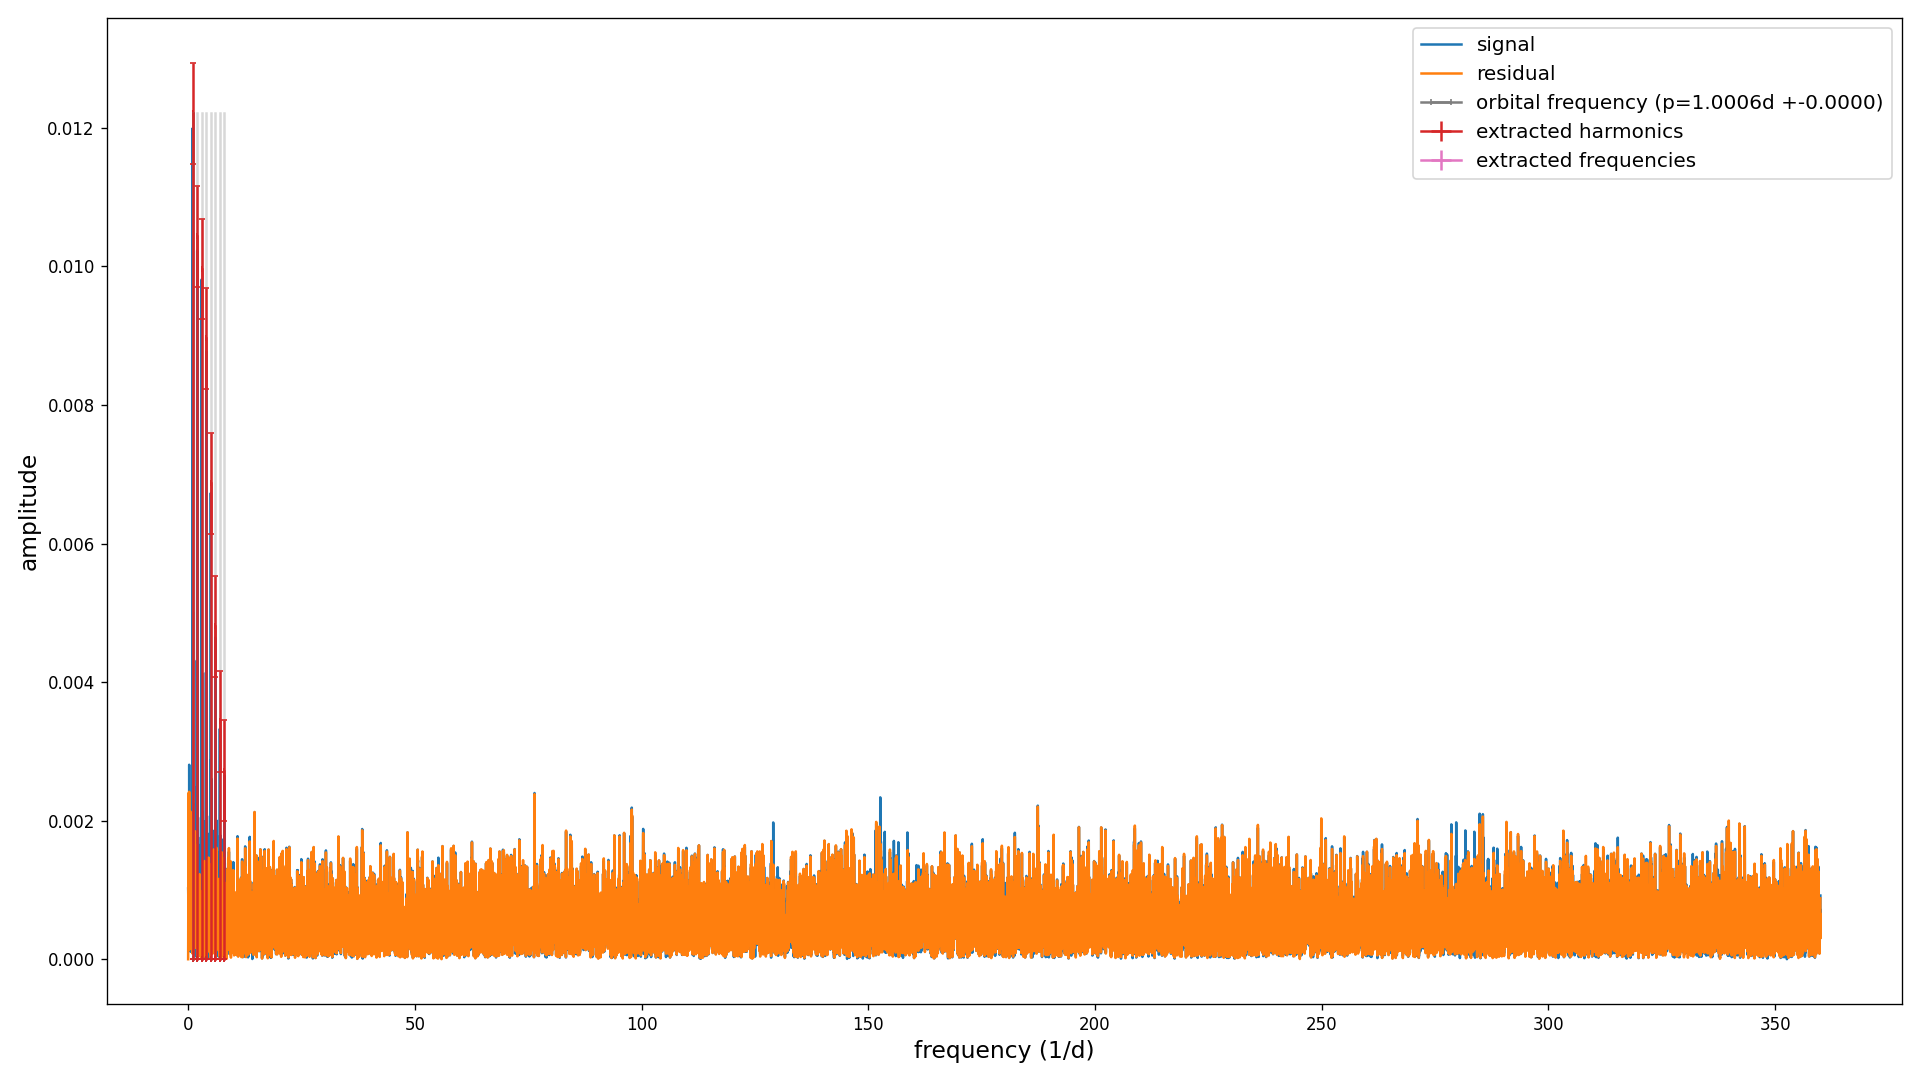 signal
residual
orbital frequency (p=1.0006d +-0.0000)
extracted harmonics
extracted frequencies
0.012
0.010
0.008
0.006
0.004
0.002
0.000
amplitude
0 50 100 150 200 250 300 350
frequency (1/d)